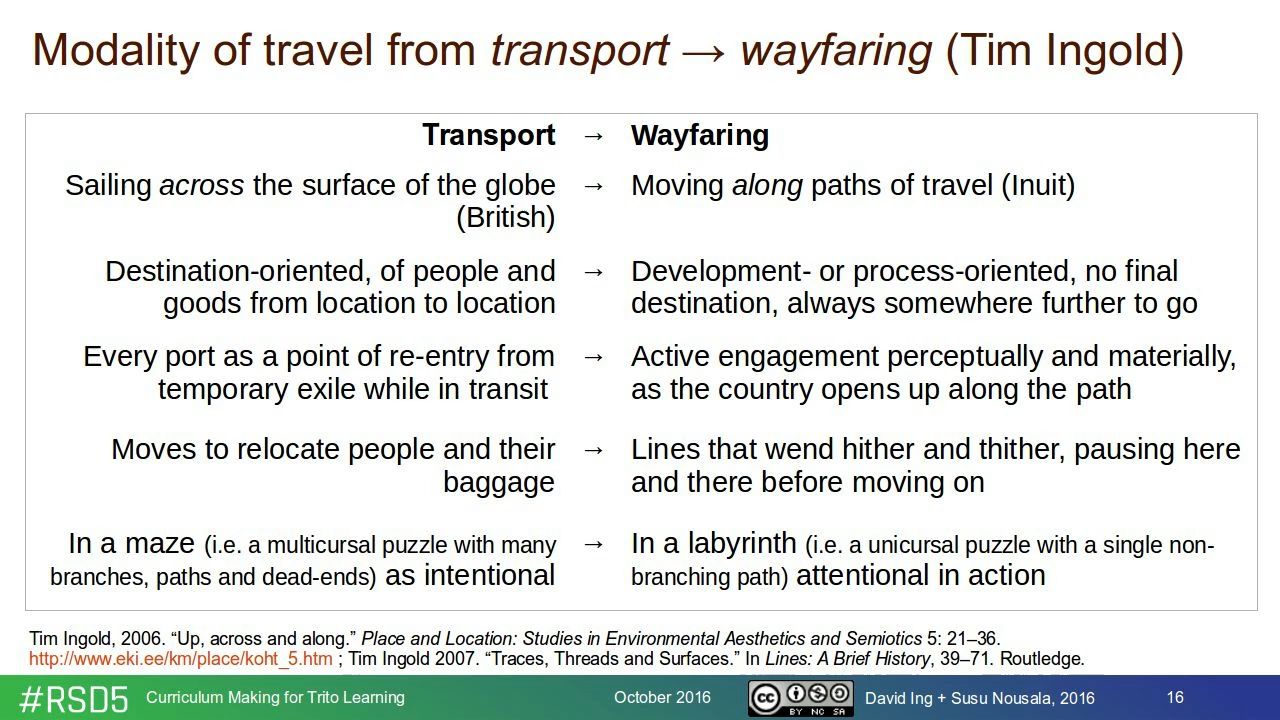 Modality of travel from transport → wayfaring (Tim Ingold)
Transport → Wayfaring
Sailing across the surface of the globe → Moving along paths of travel (Inuit)
(British)
Destination-oriented, of people and → Development- or process-oriented, no final
goods from location to location destination, always somewhere further to go
Every port as a point of re-entry from → Active engagement perceptually and materially,
temporary exile while in transit as the country opens up along the path
Moves to relocate people and their → Lines that wend hither and thither, pausing here
baggage and there before moving on
In a maze (i.e. a multicursal puzzle with many → In a labyrinth (i.e. a unicursal puzzle with a single non-
branches, paths and dead-ends) as intentional branching path) attentional in action
Tim Ingold, 2006. “Up, across and along.” Place and Location: Studies in Environmental Aesthetics and Semiotics 5: 21–36.
http://www.eki.ee/km/place/koht_5.htm ; Tim Ingold 2007. “Traces, Threads and Surfaces.” In Lines: A Brief History, 39–71. Routledge.
#RSD5 Curriculum Making for Trito Learning October 2016 cc BY NC SA David Ing + Susu Nousala, 2016 16